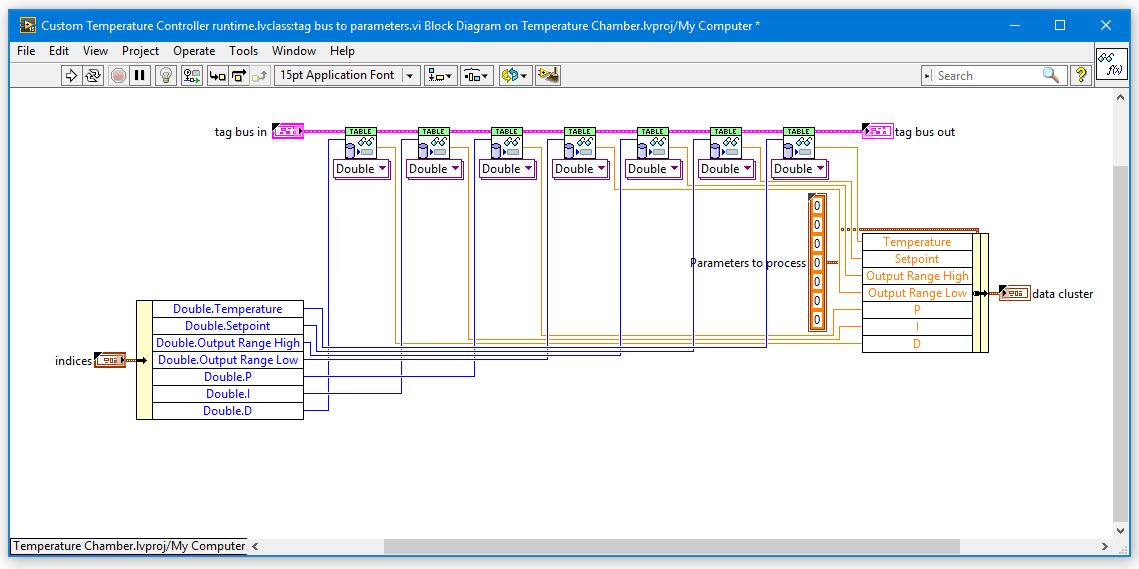 Custom Temperature Controller runtime.lvclass:tag bus to parameters.vi Block Diagram on Temperature Chamber.lvproj/My Computer *
File Edit View Project Operate Tools Window Help
15pt Application Font
Search
?
f(x)
tag bus in
TABLE TABLE TABLE TABLE TABLE TABLE TABLE
tag bus out
Double Double Double Double Double Double Double
0
0
0
0
0
0
0
Parameters to process
Temperature
Setpoint
Output Range High
Output Range Low
P
I
D
data cluster
indices
Double.Temperature
Double.Setpoint
Double.Output Range High
Double.Output Range Low
Double.P
Double.I
Double.D
Temperature Chamber.lvproj/My Computer